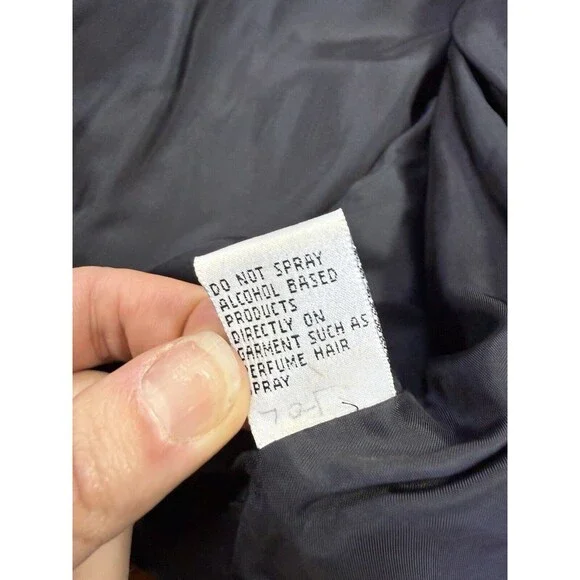 DO NOT SPRAY
ALCOHOL BASED
PRODUCTS
DIRECTLY ON
GARMENT SUCH AS
PERFUME HAIR
SPRAY